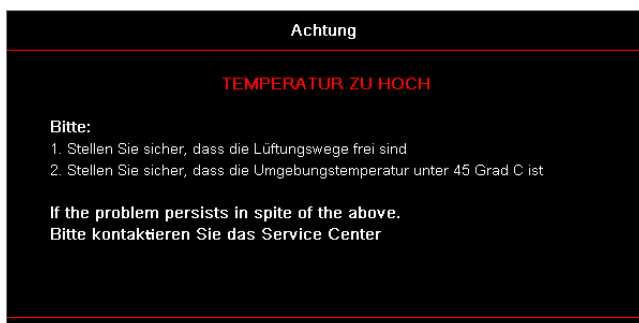 Achtung
TEMPERATUR ZU HOCH
Bitte:
1. Stellen Sie sicher, dass die Lüftungswege frei sind
2. Stellen Sie sicher, dass die Umgebungstemperatur unter 45 Grad C ist
If the problem persists in spite of the above.
Bitte kontaktieren Sie das Service Center